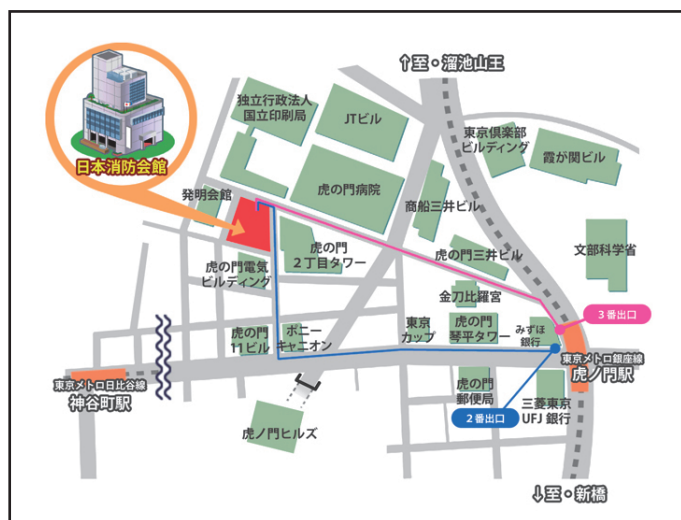 ↑至・溜池山王
独立行政法人
国立印刷局
JTビル
東京倶楽部
ビルディング
霞が関ビル
日本消防会館
発明会館
虎の門病院
商船三井ビル
虎の門
2丁目タワー
虎の門三井ビル
文部科学省
虎の門電気
ビルディング
金刀比羅宮
3番出口
虎の門
11ビル
ポニー
キャニオン
東京
カップ
虎の門
琴平タワー
みずほ
銀行
東京メトロ銀座線
虎ノ門駅
東京メトロ日比谷線
神谷町駅
虎の門
郵便局
2番出口
三菱東京
UFJ 銀行
虎ノ門ヒルズ
↓至・新橋